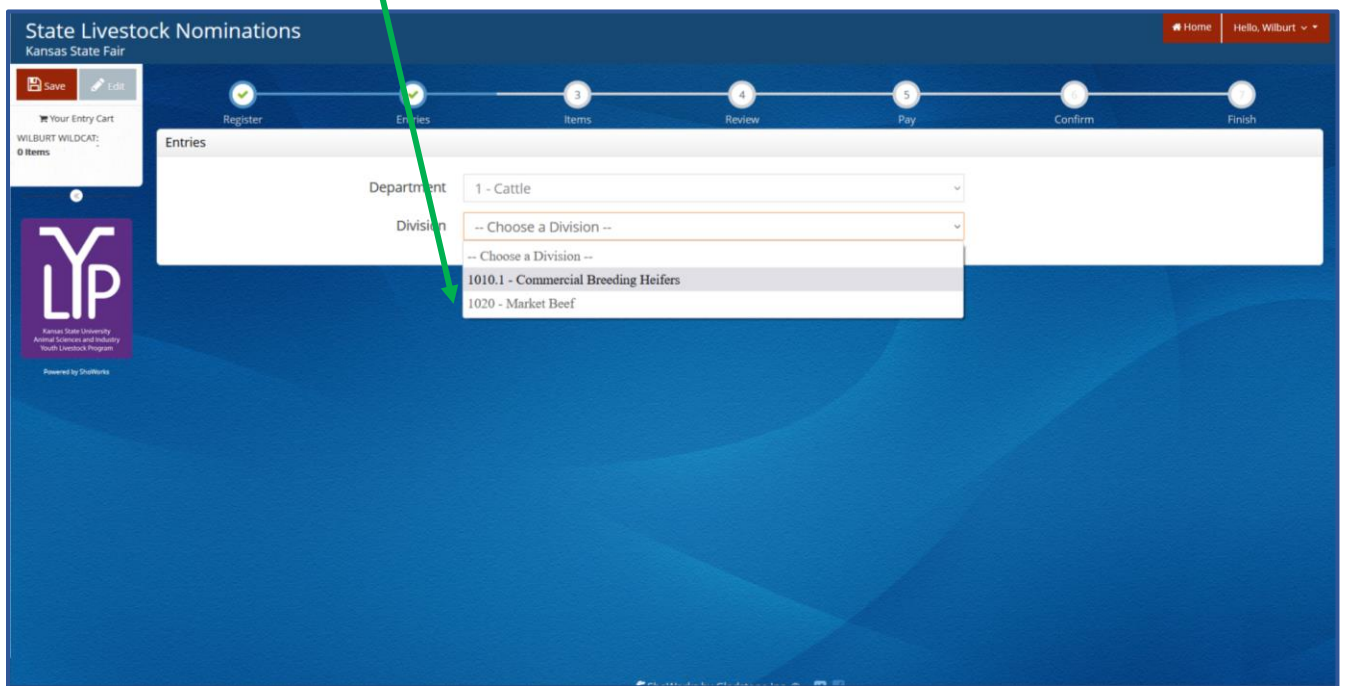 State Livestock Nominations
Kansas State Fair
Home Hello, Wilburt
Save Edit
Your Entry Cart
WILBURT WILDCAT:
0 Items
3 4 5
Register Entries Items Review Pay Confirm Finish
Entries
Department 1 - Cattle
Division -- Choose a Division --
-- Choose a Division --
1010.1 - Commercial Breeding Heifers
1020 - Market Beef
YLP
Kansas State University
Animal Sciences and Industry
Youth Livestock Program
Powered by ShoWorks